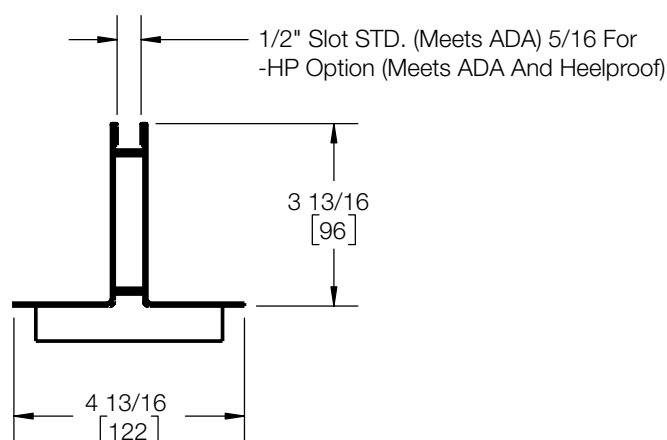 1/2" Slot STD. (Meets ADA) 5/16 For
-HP Option (Meets ADA And Heelproof)
3 13/16
[96]
4 13/16
[122]